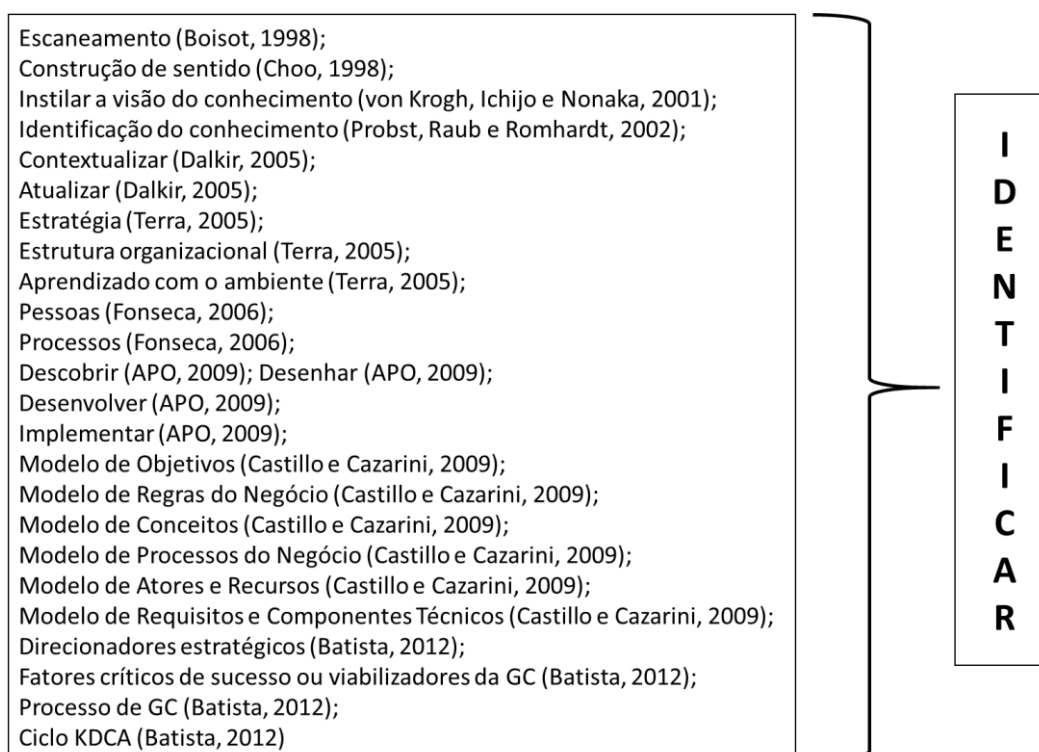 Escaneamento (Boisot, 1998);
Construção de sentido (Choo, 1998);
Instilar a visão do conhecimento (von Krogh, Ichijo e Nonaka, 2001);
Identificação do conhecimento (Probst, Raub e Romhardt, 2002);
Contextualizar (Dalkir, 2005);
Atualizar (Dalkir, 2005);
Estratégia (Terra, 2005);
Estrutura organizacional (Terra, 2005);
Aprendizado com o ambiente (Terra, 2005);
Pessoas (Fonseca, 2006);
Processos (Fonseca, 2006);
Descobrir (APO, 2009); Desenhar (APO, 2009);
Desenvolver (APO, 2009);
Implementar (APO, 2009);
Modelo de Objetivos (Castillo e Cazarini, 2009);
Modelo de Regras do Negócio (Castillo e Cazarini, 2009);
Modelo de Conceitos (Castillo e Cazarini, 2009);
Modelo de Processos do Negócio (Castillo e Cazarini, 2009);
Modelo de Atores e Recursos (Castillo e Cazarini, 2009);
Modelo de Requisitos e Componentes Técnicos (Castillo e Cazarini, 2009);
Direcionadores estratégicos (Batista, 2012);
Fatores críticos de sucesso ou viabilizadores da GC (Batista, 2012);
Processo de GC (Batista, 2012);
Ciclo KDCA (Batista, 2012)
I
D
E
N
T
I
F
I
C
A
R